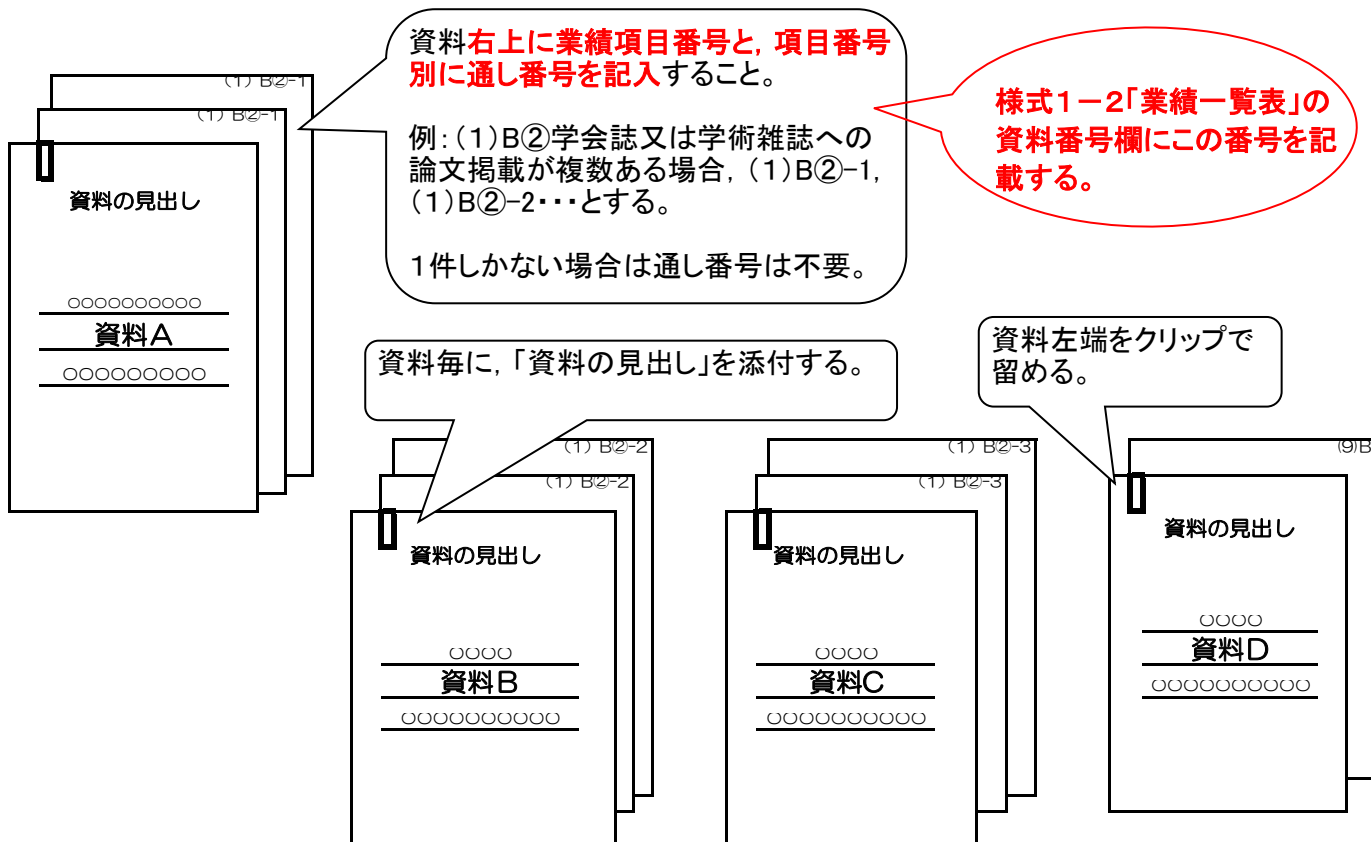 資料右上に業績項目番号と，項目番号
別に通し番号を記入すること。
例：（１）B②学会誌又は学術雑誌への
論文掲載が複数ある場合，（１）B②-1，
（１）B②-2・・・とする。
１件しかない場合は通し番号は不要。
様式１－２「業績一覧表」の
資料番号欄にこの番号を記
載する。
（1）B②-1
（1）B②-1
資料の見出し
○○○○○○○○○○
資料A
○○○○○○○○○
資料毎に，「資料の見出し」を添付する。
資料左端をクリップで
留める。
（1）B②-2
（1）B②-2
資料の見出し
○○○○
資料B
○○○○○○○○○○
（1）B②-3
（1）B②-3
資料の見出し
○○○○
資料C
○○○○○○○○○○
(9)B
資料の見出し
○○○○
資料D
○○○○○○○○○○